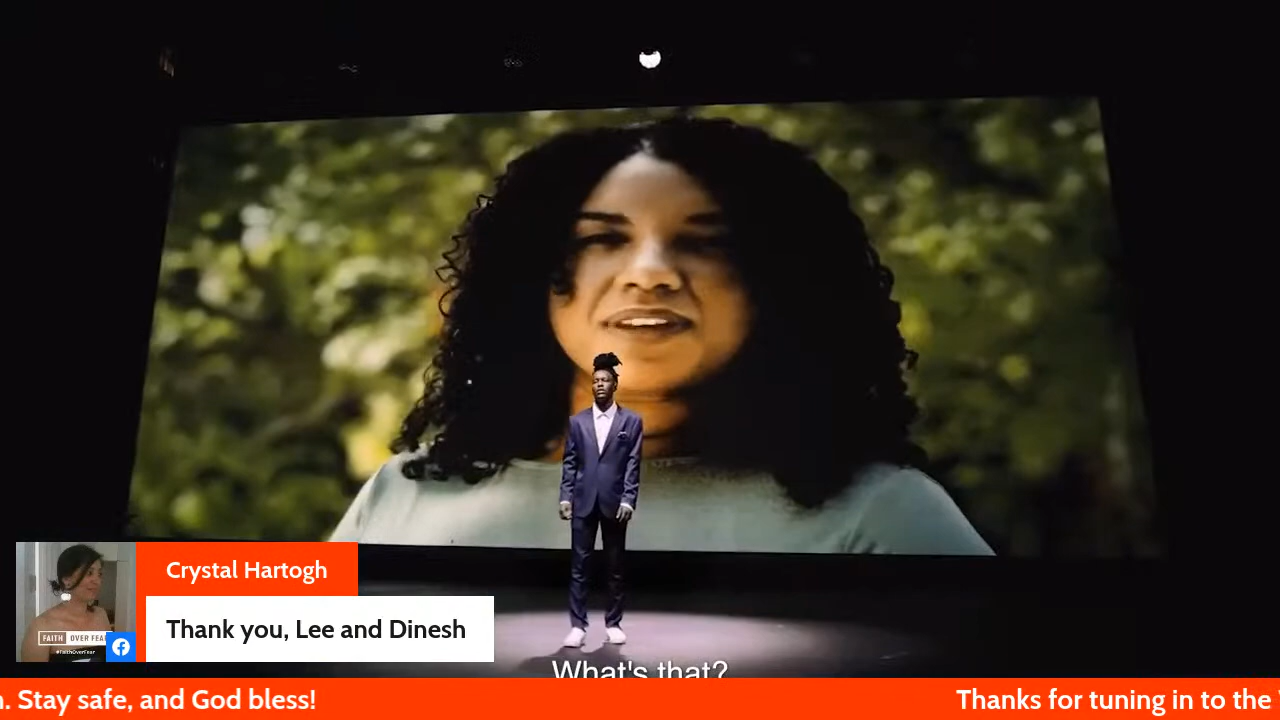 Crystal Hartogh
Thank you, Lee and Dinesh
FAITH OVER FEAR
#FaithOverFear
What's that?
. Stay safe, and God bless!
Thanks for tuning in to the